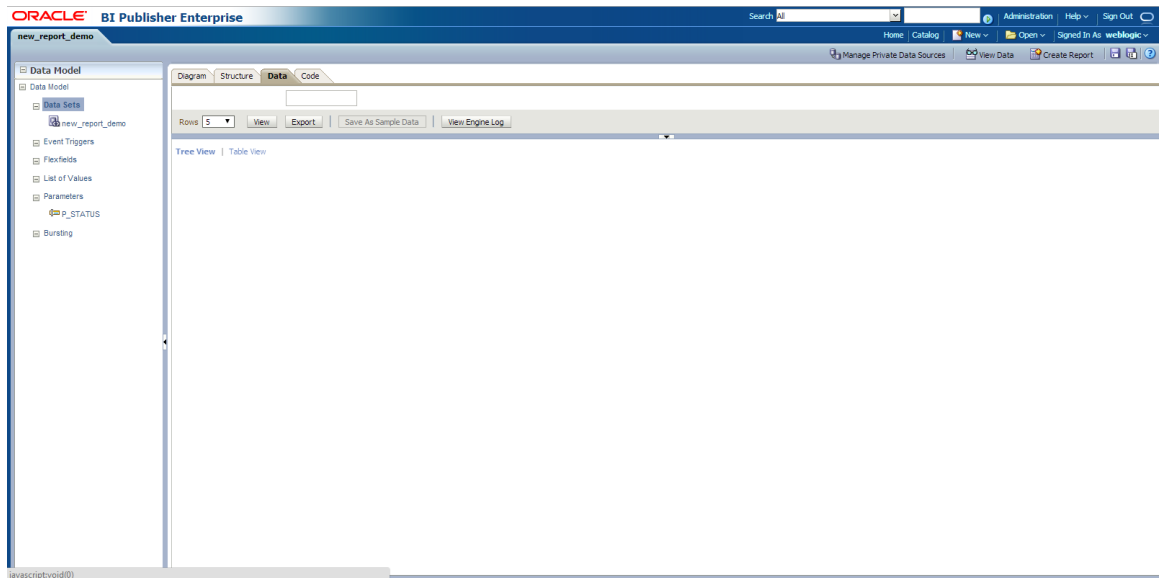 ORACLE BI Publisher Enterprise Search All Administration Help Sign Out
new_report_demo Home Catalog New Open Signed In As weblogic
Manage Private Data Sources View Data Create Report
Data Model
Diagram Structure Data Code
Data Model
Data Sets
new_report_demo
Rows 5 View Export Save As Sample Data View Engine Log
Event Triggers
Tree View | Table View
Flexfields
List of Values
Parameters
P_STATUS
Bursting
javascript:void(0)